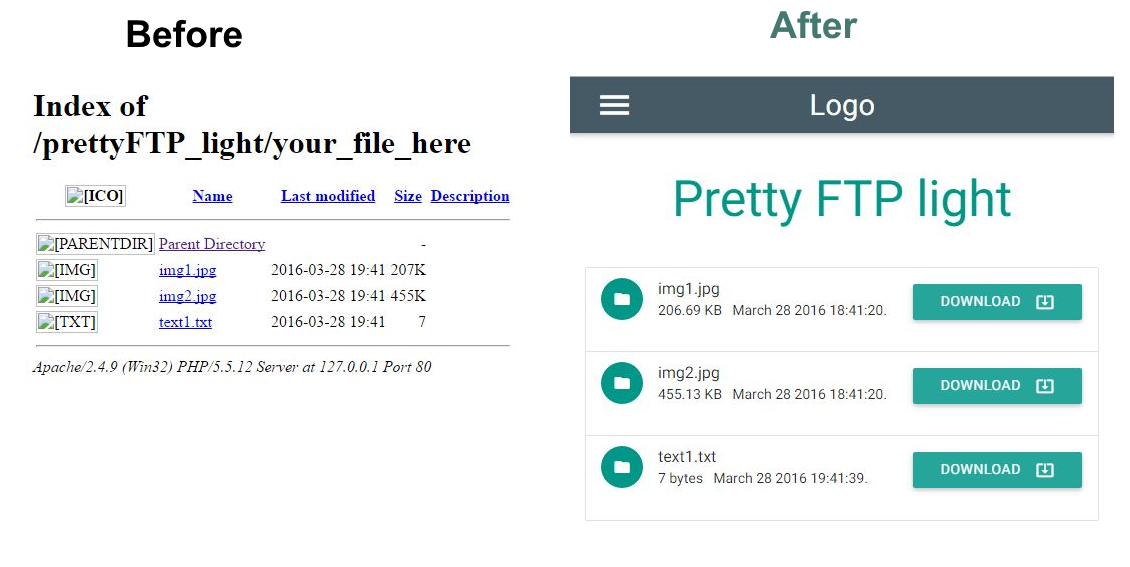 Before
Index of
/prettyFTP_light/your_file_here
[ICO] Name Last modified Size Description
[PARENTDIR] Parent Directory -
[IMG] img1.jpg 2016-03-28 19:41 207K
[IMG] img2.jpg 2016-03-28 19:41 455K
[TXT] text1.txt 2016-03-28 19:41 7
Apache/2.4.9 (Win32) PHP/5.5.12 Server at 127.0.0.1 Port 80
After
Logo
Pretty FTP light
img1.jpg
206.69 KB March 28 2016 18:41:20.
DOWNLOAD
img2.jpg
455.13 KB March 28 2016 18:41:20.
DOWNLOAD
text1.txt
7 bytes March 28 2016 19:41:39.
DOWNLOAD